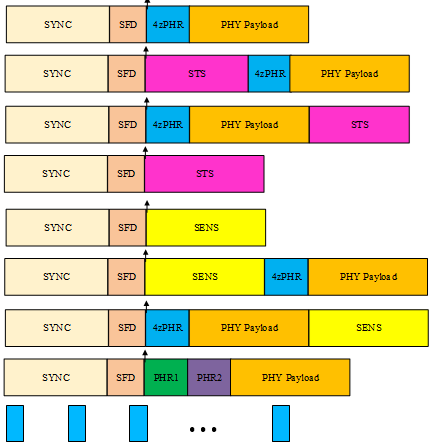 SYNC SFD 4zPHR PHY Payload
SYNC SFD STS 4zPHR PHY Payload
SYNC SFD 4zPHR PHY Payload STS
SYNC SFD STS
SYNC SFD SENS
SYNC SFD SENS 4zPHR PHY Payload
SYNC SFD 4zPHR PHY Payload SENS
SYNC SFD PHR1 PHR2 PHY Payload
...